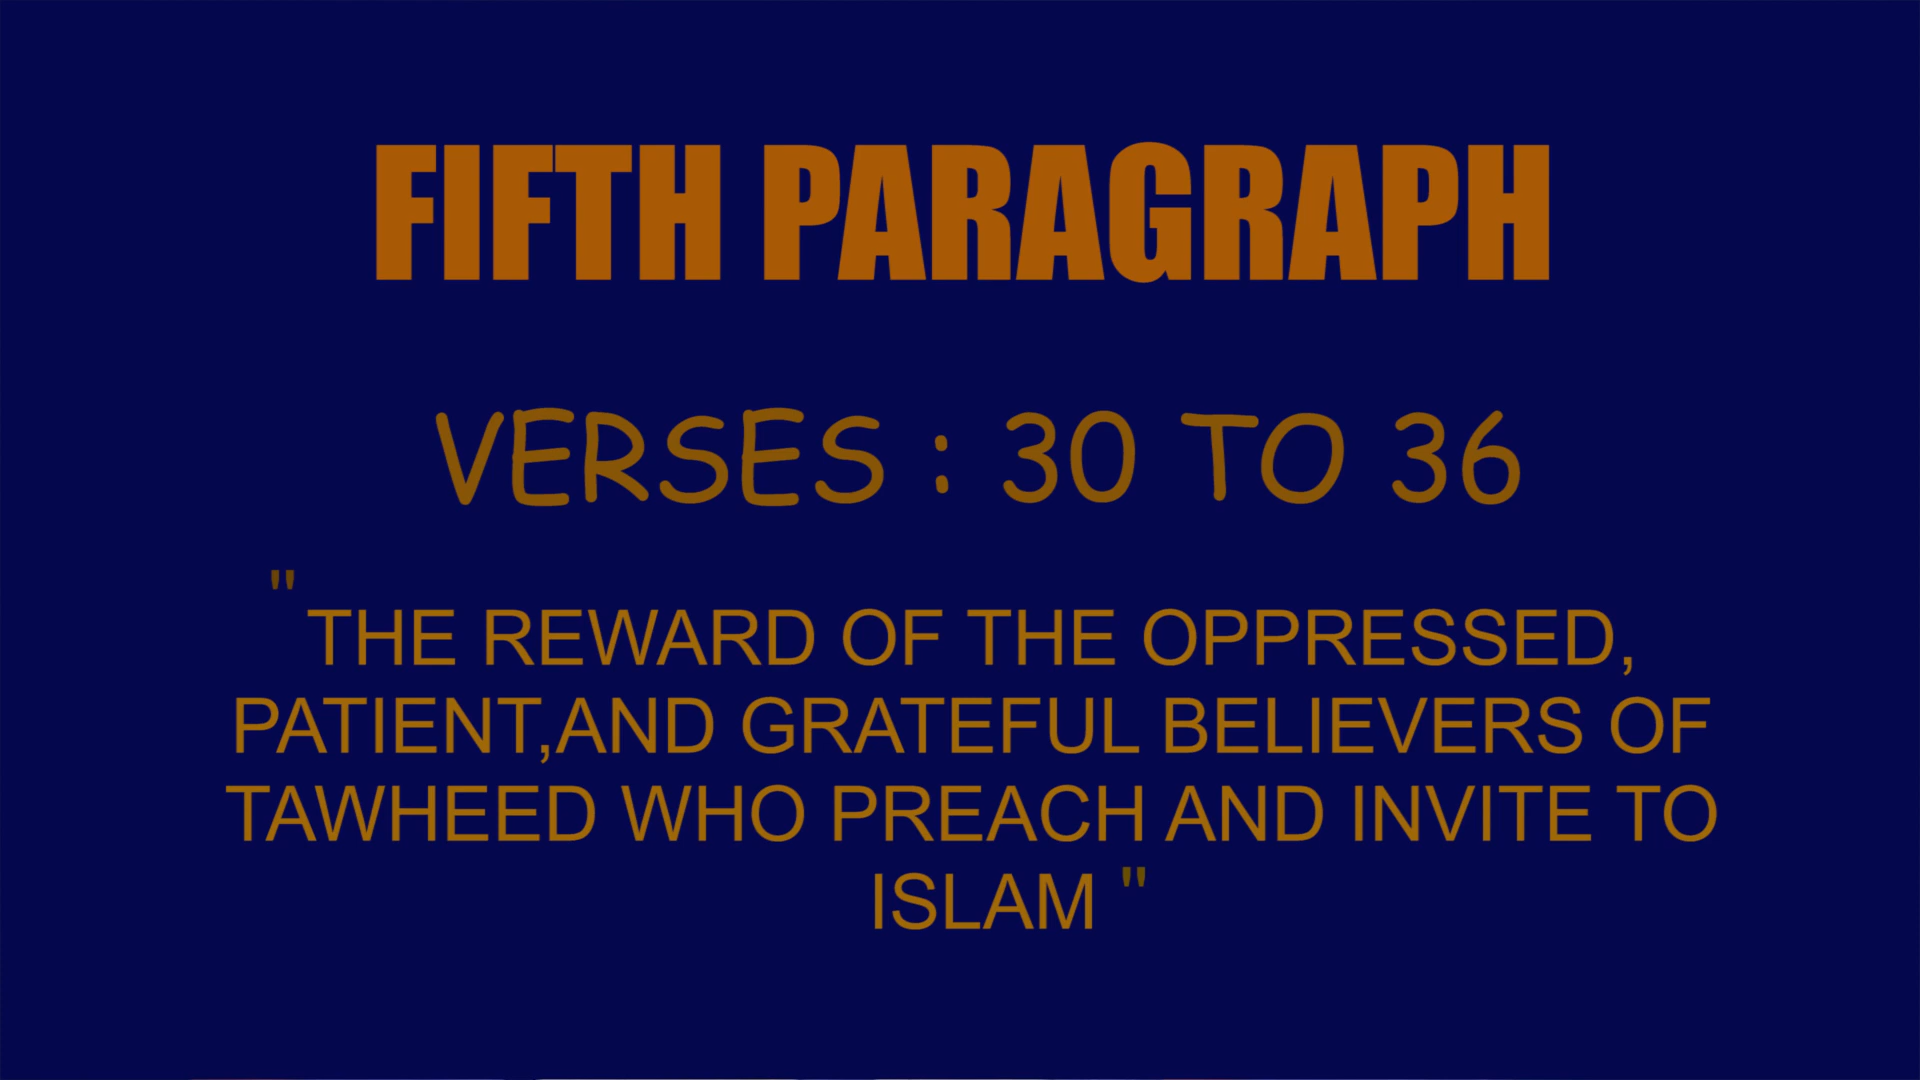 FIFTH PARAGRAPH
VERSES : 30 TO 36
" THE REWARD OF THE OPPRESSED,
PATIENT,AND GRATEFUL BELIEVERS OF
TAWHEED WHO PREACH AND INVITE TO
ISLAM "